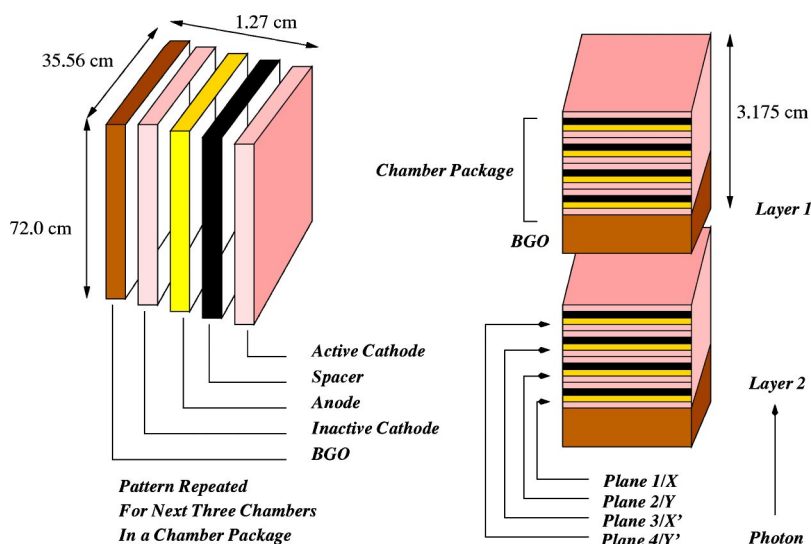 1.27 cm
35.56 cm
72.0 cm
Active Cathode
Spacer
Anode
Inactive Cathode
BGO
Pattern Repeated
For Next Three Chambers
In a Chamber Package
3.175 cm
Chamber Package
Layer 1
BGO
Layer 2
Plane 1/X
Plane 2/Y
Plane 3/X'
Plane 4/Y'
Photon